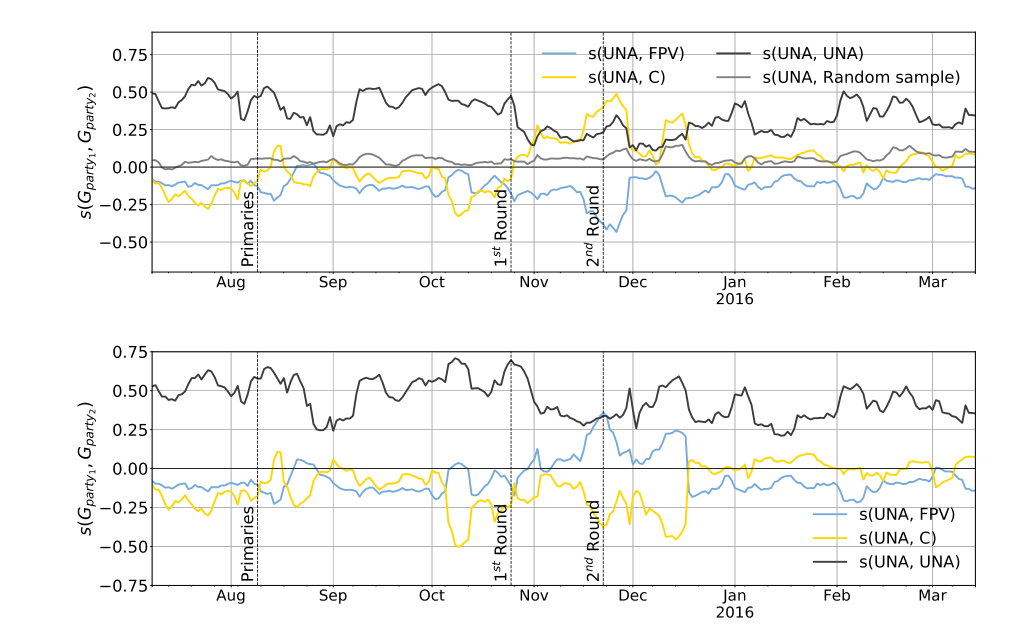 s(G_party₁, G_party₂)
0.75
0.50
0.25
0.00
−0.25
−0.50
s(UNA, FPV)
s(UNA, C)
s(UNA, UNA)
s(UNA, Random sample)
Primaries
1st Round
2nd Round
Aug
Sep
Oct
Nov
Dec
Jan
2016
Feb
Mar
s(G_party₁, G_party₂)
0.75
0.50
0.25
0.00
−0.25
−0.50
−0.75
Primaries
1st Round
2nd Round
s(UNA, FPV)
s(UNA, C)
s(UNA, UNA)
Aug
Sep
Oct
Nov
Dec
Jan
2016
Feb
Mar